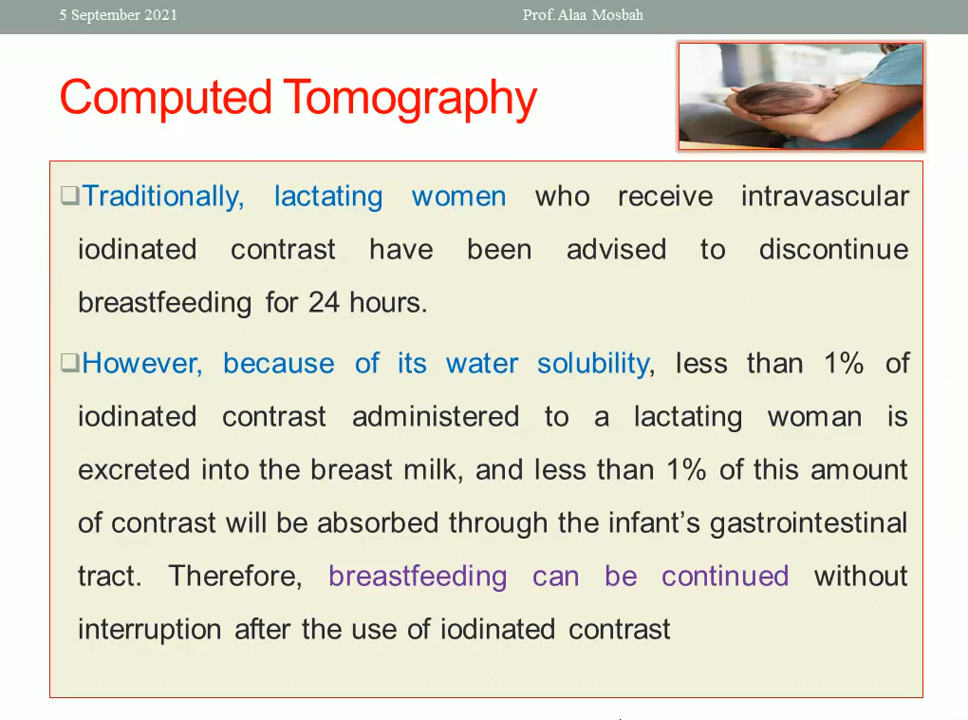 5 September 2021 Prof. Alaa Mosbah
Computed Tomography
Traditionally, lactating women who receive intravascular
iodinated contrast have been advised to discontinue
breastfeeding for 24 hours.
However, because of its water solubility, less than 1% of
iodinated contrast administered to a lactating woman is
excreted into the breast milk, and less than 1% of this amount
of contrast will be absorbed through the infant’s gastrointestinal
tract. Therefore, breastfeeding can be continued without
interruption after the use of iodinated contrast